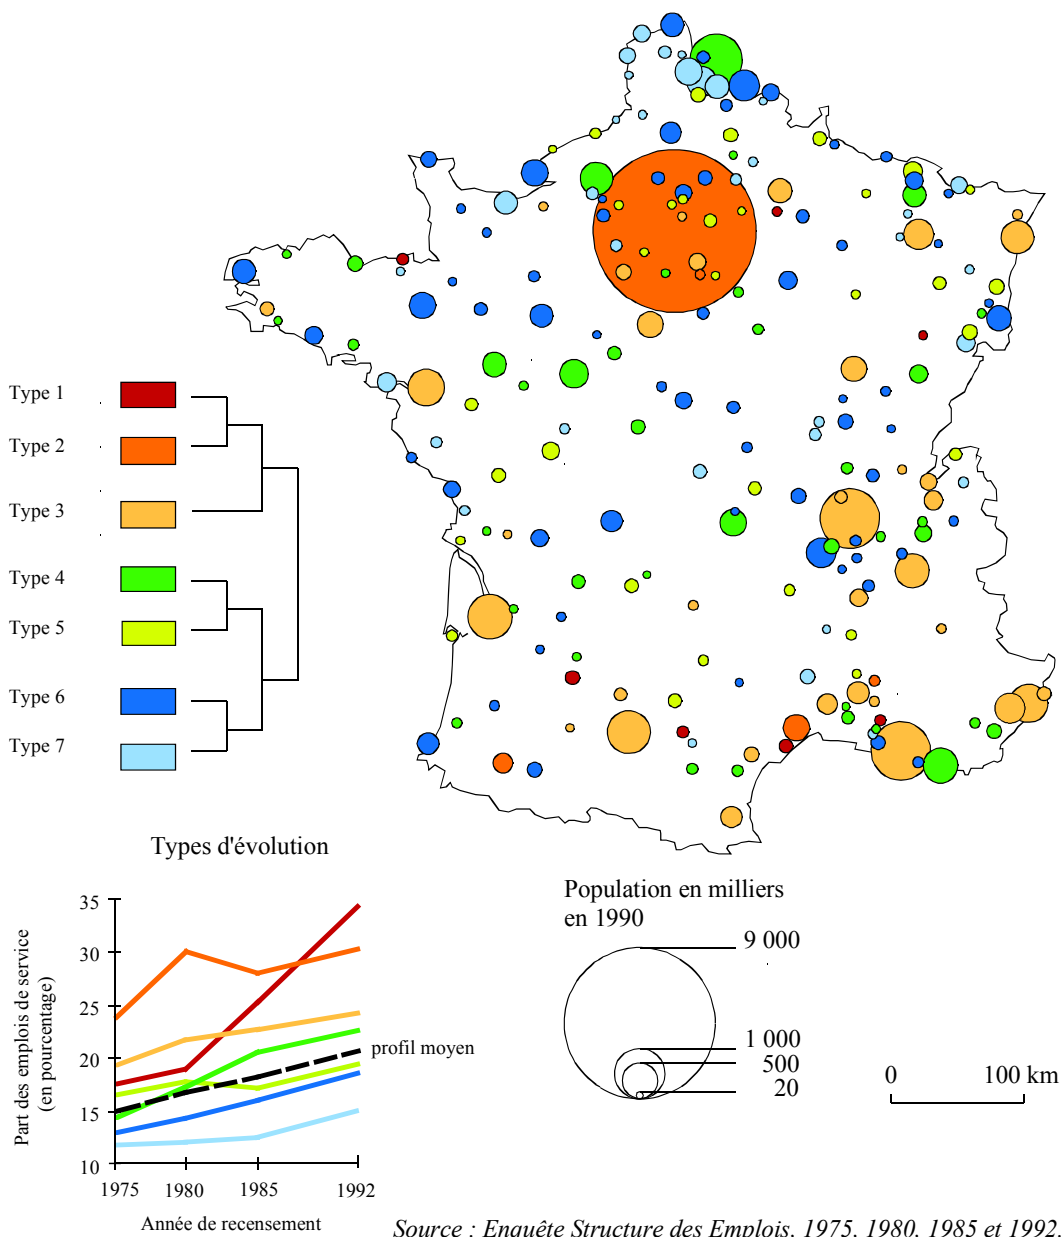 Type 1
Type 2
Type 3
Type 4
Type 5
Type 6
Type 7
Types d'évolution
Part des emplois de service
(en pourcentage)
35
30
25
20
15
10
1975
1980
1985
1992
Année de recensement
profil moyen
Population en milliers
en 1990
9 000
1 000
500
20
0
100 km
Source : Enquête Structure des Emplois, 1975, 1980, 1985 et 1992.